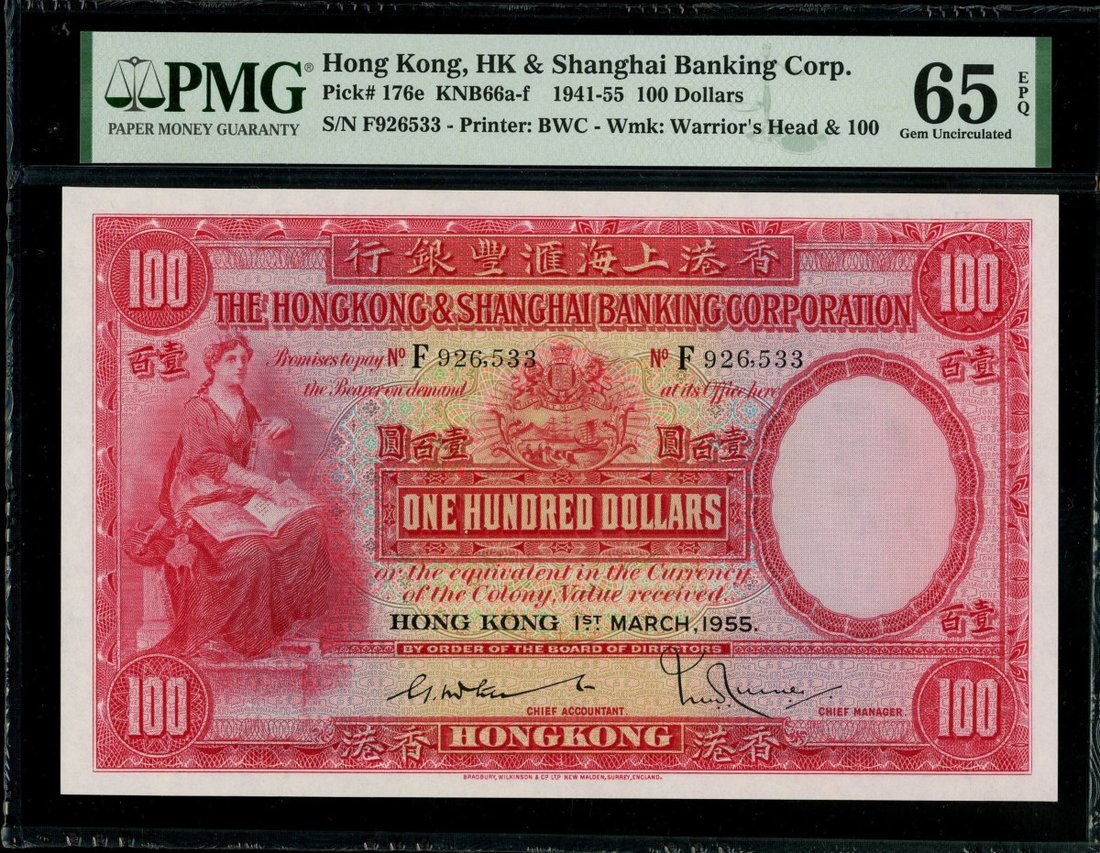 PMG®
PAPER MONEY GUARANTY
Hong Kong, HK & Shanghai Banking Corp.
Pick# 176e KNB66a-f 1941-55 100 Dollars
S/N F926533 - Printer: BWC - Wmk: Warrior's Head & 100
65 EPQ
Gem Uncirculated
100
行銀豐滙海上港香
100
THE HONGKONG & SHANGHAI BANKING CORPORATION
百壹
Promises to pay
Nº F 926,533
Nº F 926,533
百壹
the Bearer on demand
at its Office here
圓百壹
圓百壹
ONE HUNDRED DOLLARS
or the equivalent in the Currency
of the Colony, Value received.
百壹
HONG KONG 1ST MARCH, 1955.
BY ORDER OF THE BOARD OF DIRECTORS
CHIEF ACCOUNTANT.
CHIEF MANAGER.
100
港香
HONGKONG
港香
100
BRADBURY, WILKINSON & Cº LTD NEW MALDEN, SURREY, ENGLAND.